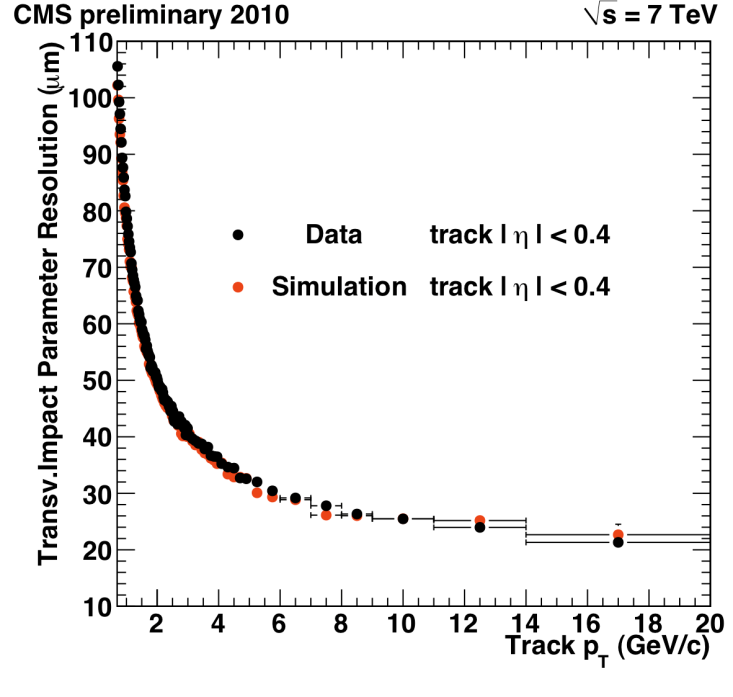 CMS preliminary 2010
√s = 7 TeV
Transv.Impact Parameter Resolution (μm)
110
100
90
80
70
60
50
40
30
20
10
Data track | η | < 0.4
Simulation track | η | < 0.4
2 4 6 8 10 12 14 16 18 20
Track p_T (GeV/c)